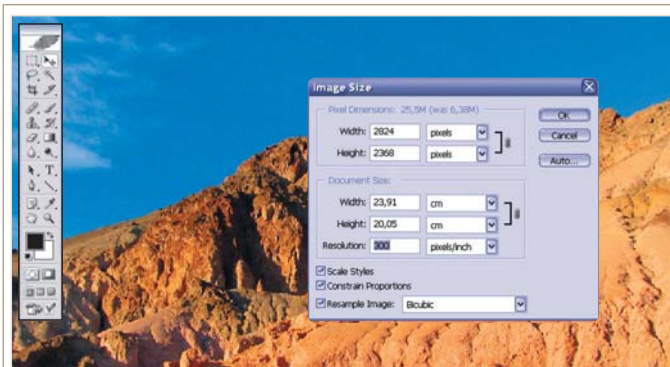 Image Size
Pixel Dimensions: 25,5M (was 6,38M)
Width: 2824 pixels
Height: 2368 pixels
Document Size:
Width: 23,91 cm
Height: 20,05 cm
Resolution: 300 pixels/inch
Scale Styles
Constrain Proportions
Resample Image: Bicubic
OK
Cancel
Auto...